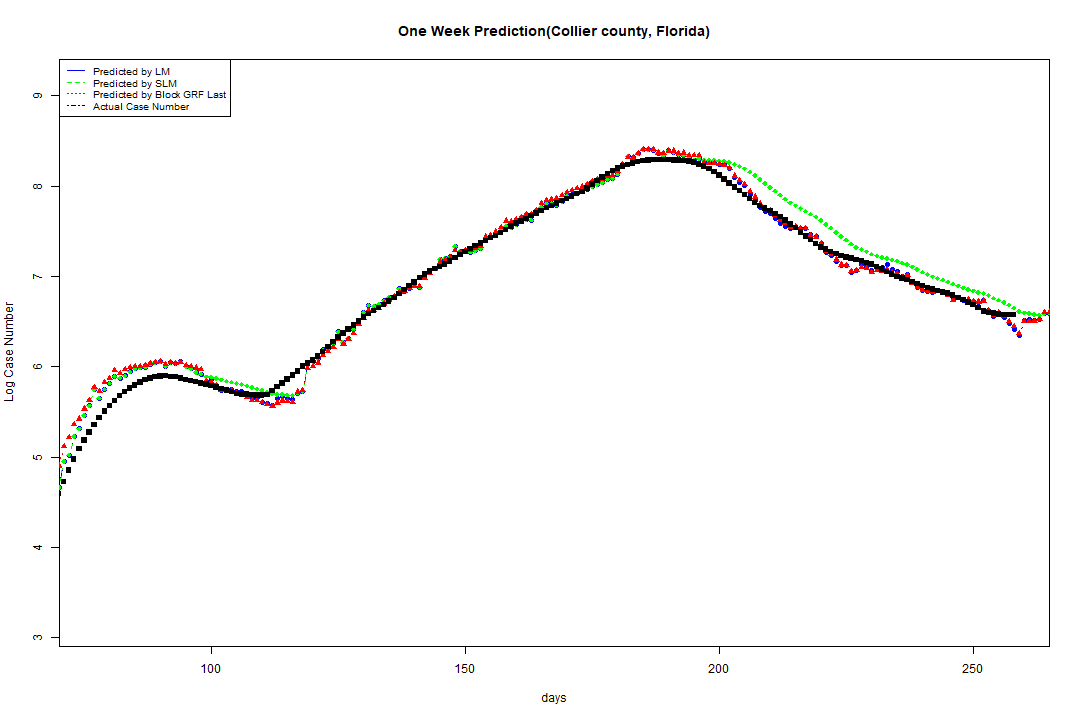 One Week Prediction(Collier county, Florida)
Predicted by LM
Predicted by SLM
Predicted by Block GRF Last
Actual Case Number
9
8
7
6
5
4
3
Log Case Number
100 150 200 250
days